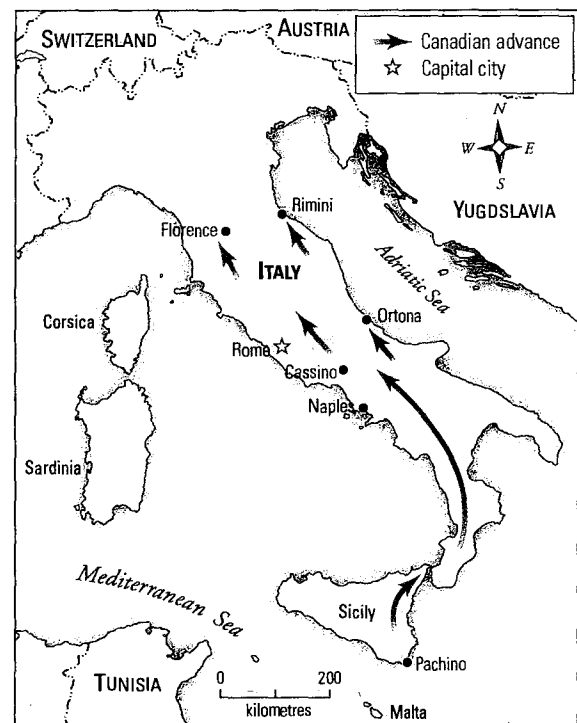 SWITZERLAND
AUSTRIA
Canadian advance
Capital city
N
W E
S
Rimini
Florence
YUGDSLAVIA
ITALY
Adriatic Sea
Corsica
Ortona
Rome
Cassino
Naples
Sardinia
Mediterranean Sea
Sicily
Pachino
TUNISIA
0 200
kilometres
Malta